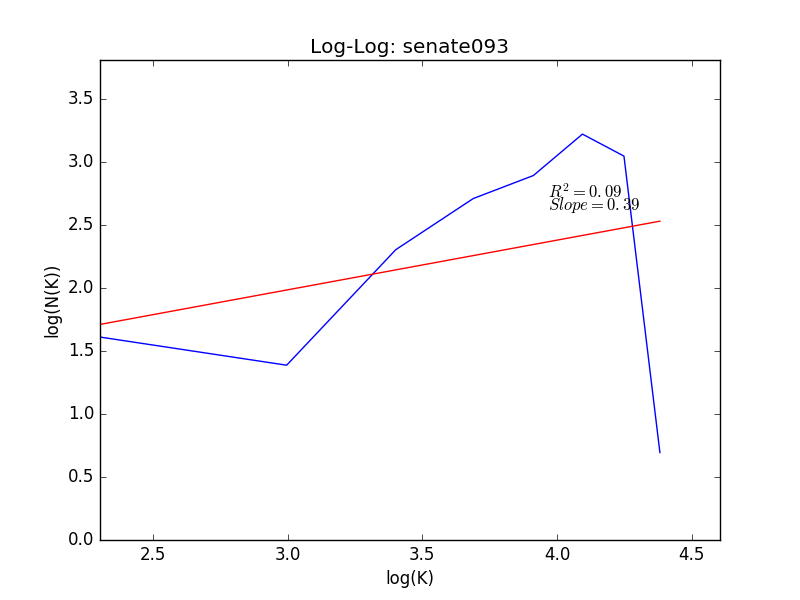 Log-Log: senate093
3.5
3.0
2.5
2.0
1.5
1.0
0.5
0.0
log(N(K))
R² = 0.09
Slope = 0.39
2.5 3.0 3.5 4.0 4.5
log(K)